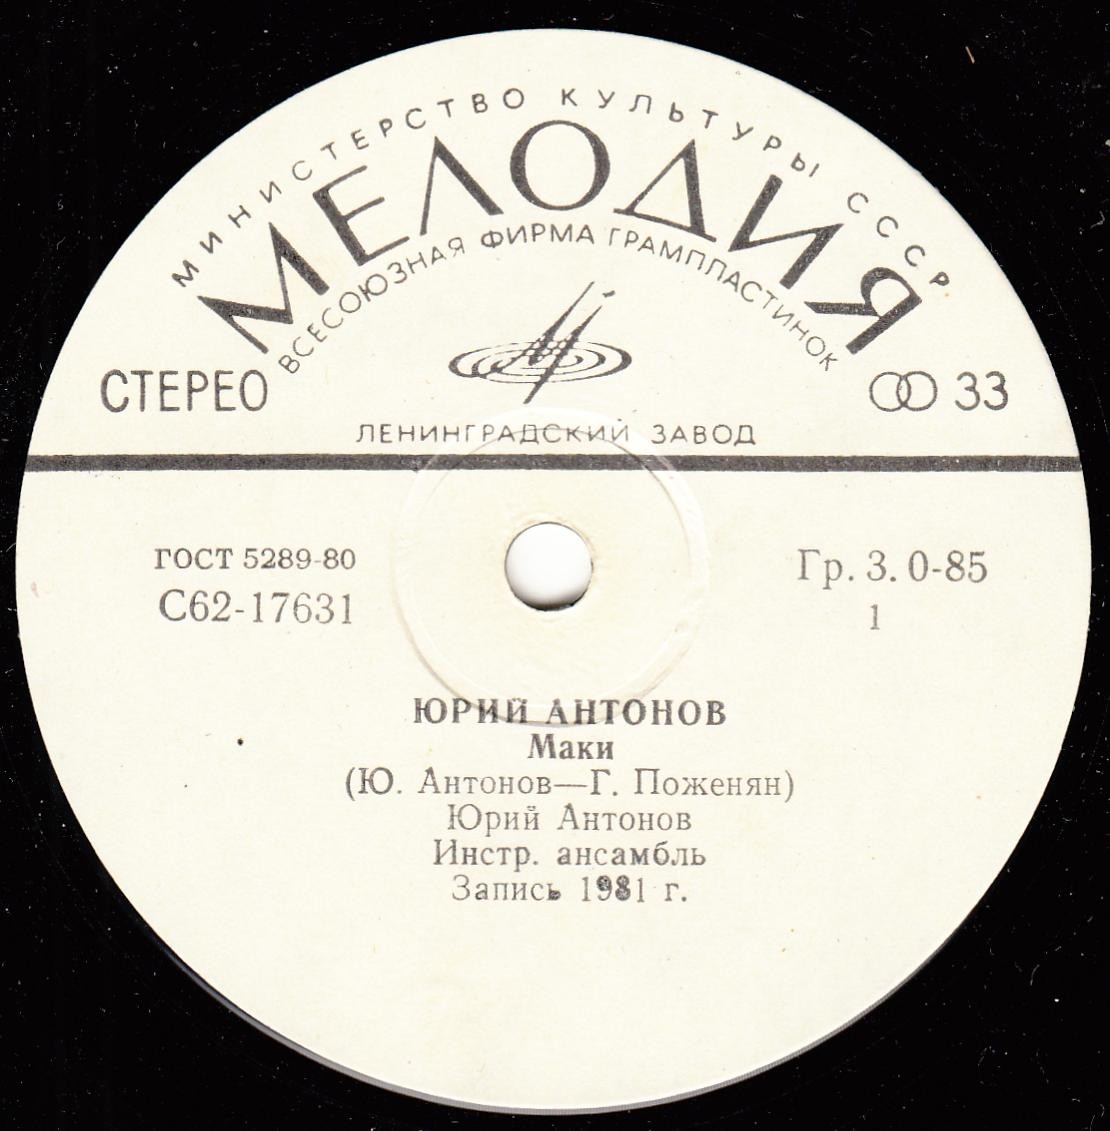 МИНИСТЕРСТВО КУЛЬТУРЫ СССР
МЕЛОДИЯ
ВСЕСОЮЗНАЯ ФИРМА ГРАМПЛАСТИНОК
СТЕРЕО
33
ЛЕНИНГРАДСКИЙ ЗАВОД
ГОСТ 5289-80
С62-17631
Гр. 3. 0-85
1
ЮРИЙ АНТОНОВ
Маки
(Ю. Антонов—Г. Поженян)
Юрий Антонов
Инстр. ансамбль
Запись 1981 г.